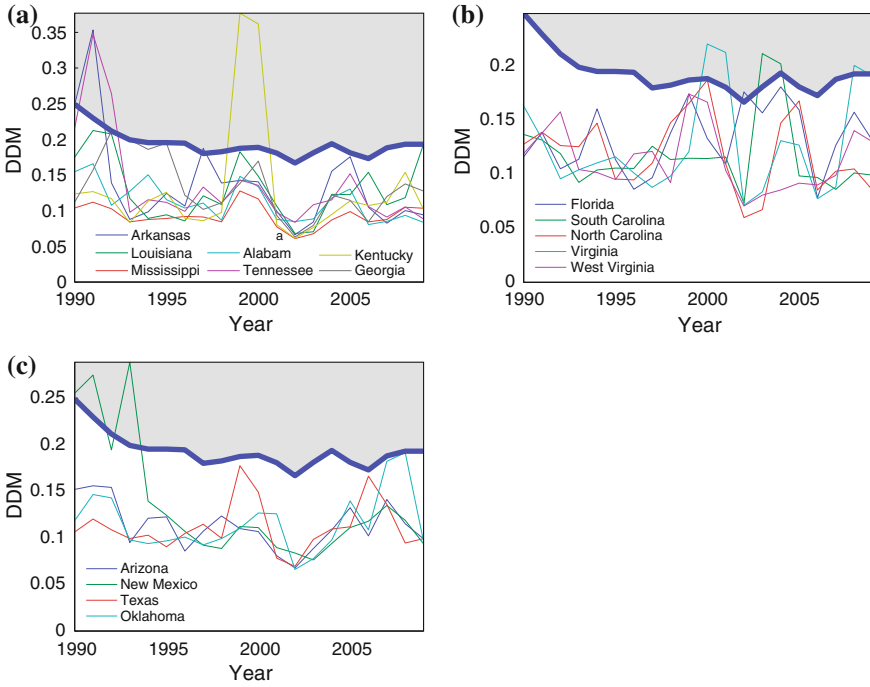 (a)
DDM
0.35
0.3
0.25
0.2
0.15
0.1
0.05
0
Arkansas
a
Louisiana
Alabam
Kentucky
Mississippi
Tennessee
Georgia
1990
1995
2000
2005
Year
(b)
DDM
0.2
0.15
0.1
0.05
0
Florida
South Carolina
North Carolina
Virginia
West Virginia
1990
1995
2000
2005
Year
(c)
DDM
0.25
0.2
0.15
0.1
0.05
0
Arizona
New Mexico
Texas
Oklahoma
1990
1995
2000
2005
Year